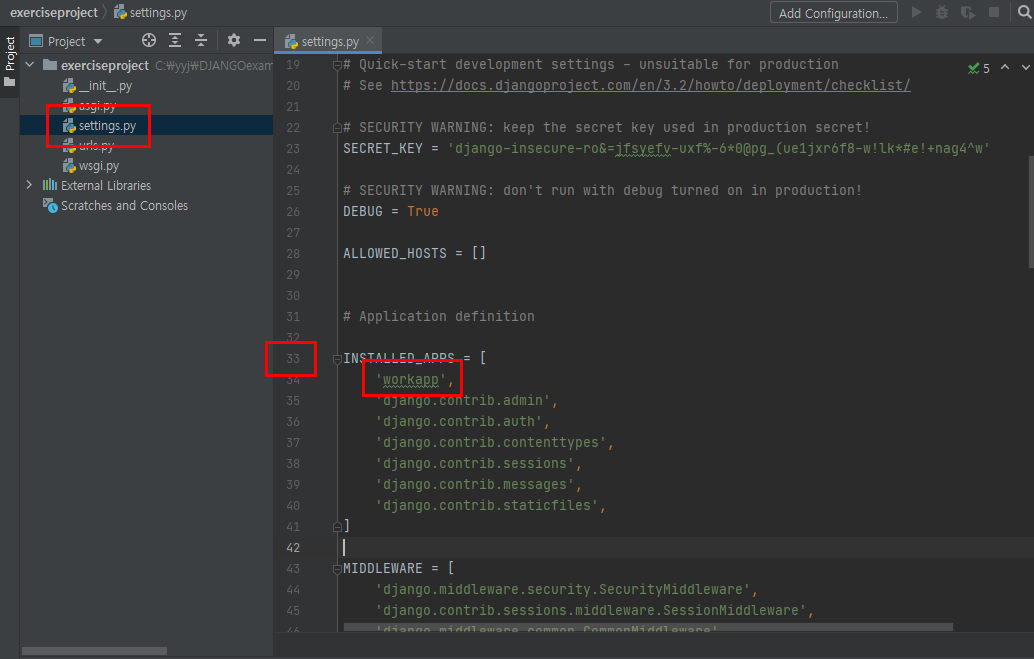 exerciseproject settings.py
Add Configuration...
Project
Project
exerciseproject C:₩yyj₩DJANGOexam
__init__.py
asgi.py
settings.py
urls.py
wsgi.py
External Libraries
Scratches and Consoles
settings.py
5
19 # Quick-start development settings - unsuitable for production
20 # See https://docs.djangoproject.com/en/3.2/howto/deployment/checklist/
21
22 # SECURITY WARNING: keep the secret key used in production secret!
23 SECRET_KEY = 'django-insecure-ro&=jfsyefv-uxf%-6*0@pg_(ue1jxr6f8-w!lk*#e!+nag4^w'
24
25 # SECURITY WARNING: don't run with debug turned on in production!
26 DEBUG = True
27
28 ALLOWED_HOSTS = []
29
30
31 # Application definition
32
33 INSTALLED_APPS = [
34 'workapp',
35 'django.contrib.admin',
36 'django.contrib.auth',
37 'django.contrib.contenttypes',
38 'django.contrib.sessions',
39 'django.contrib.messages',
40 'django.contrib.staticfiles',
41 ]
42
43 MIDDLEWARE = [
44 'django.middleware.security.SecurityMiddleware',
45 'django.contrib.sessions.middleware.SessionMiddleware',
46 'django.middleware.common.CommonMiddleware'